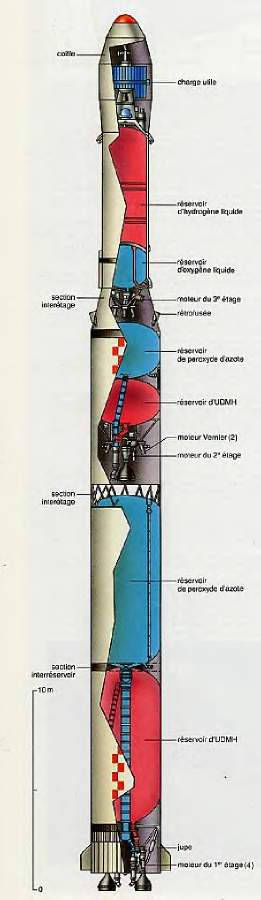 coiffe
charge utile
réservoir
d'hydrogène liquide
réservoir
d'oxygène liquide
section
interétage
moteur du 3e étage
rétrofusée
réservoir
de peroxyde d'azote
réservoir d'UDMH
moteur Vernier (2)
moteur du 2e étage
section
interétage
réservoir
de peroxyde d'azote
section
interréservoir
10 m
réservoir d'UDMH
jupe
moteur du 1er étage (4)
0